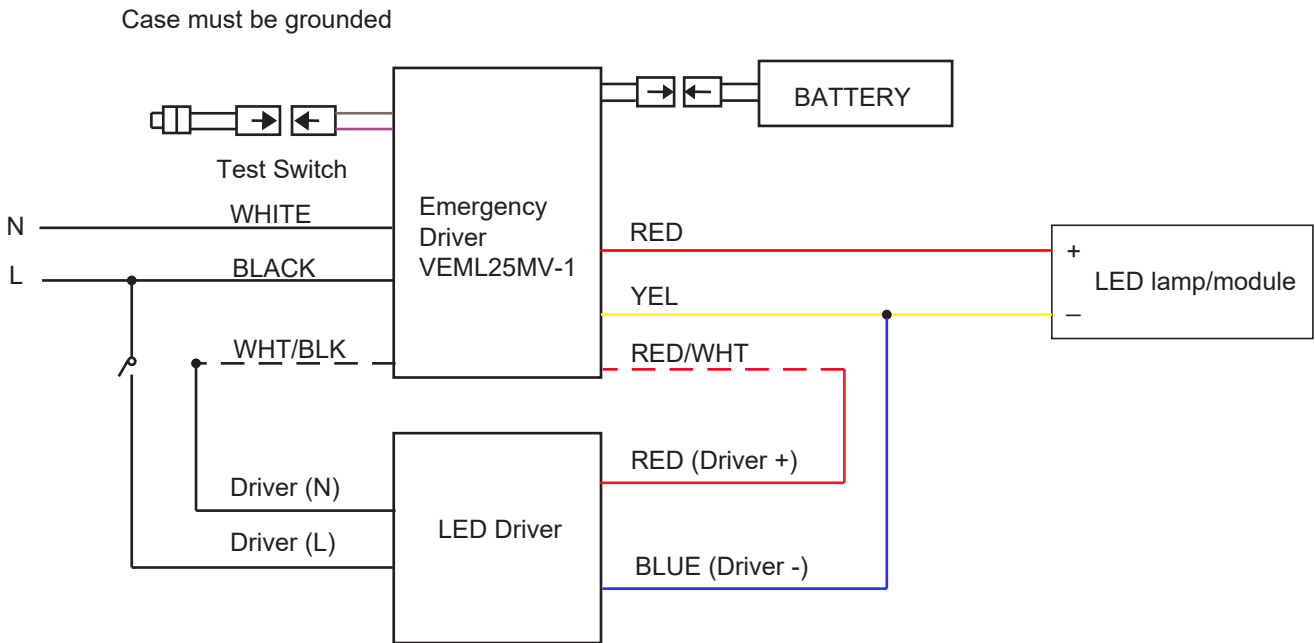 Case must be grounded
BATTERY
Test Switch
N
WHITE
L
BLACK
WHT/BLK
Emergency
Driver
VEML25MV-1
RED
YEL
RED/WHT
+
LED lamp/module
–
Driver (N)
Driver (L)
LED Driver
RED (Driver +)
BLUE (Driver -)